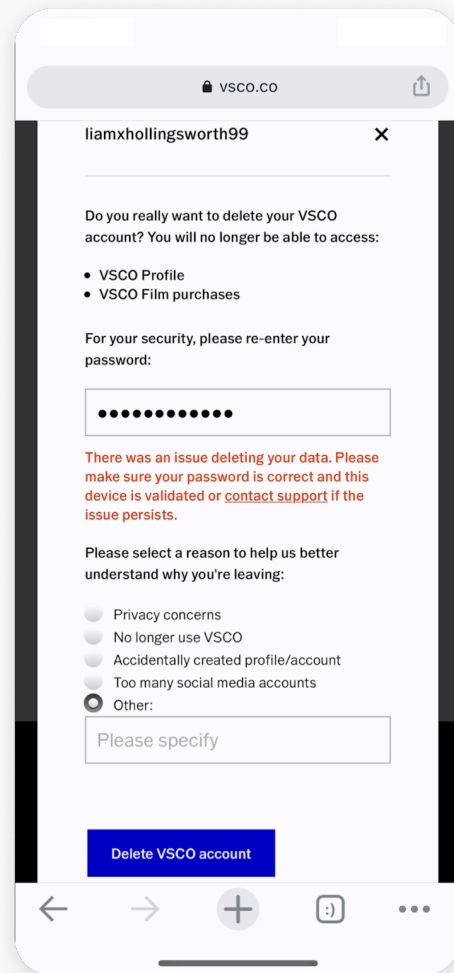 vsco.co
liamxhollingsworth99
Do you really want to delete your VSCO
account? You will no longer be able to access:
• VSCO Profile
• VSCO Film purchases
For your security, please re-enter your
password:
••••••••••••
There was an issue deleting your data. Please
make sure your password is correct and this
device is validated or contact support if the
issue persists.
Please select a reason to help us better
understand why you're leaving:
Privacy concerns
No longer use VSCO
Accidentally created profile/account
Too many social media accounts
Other:
Please specify
Delete VSCO account
:)